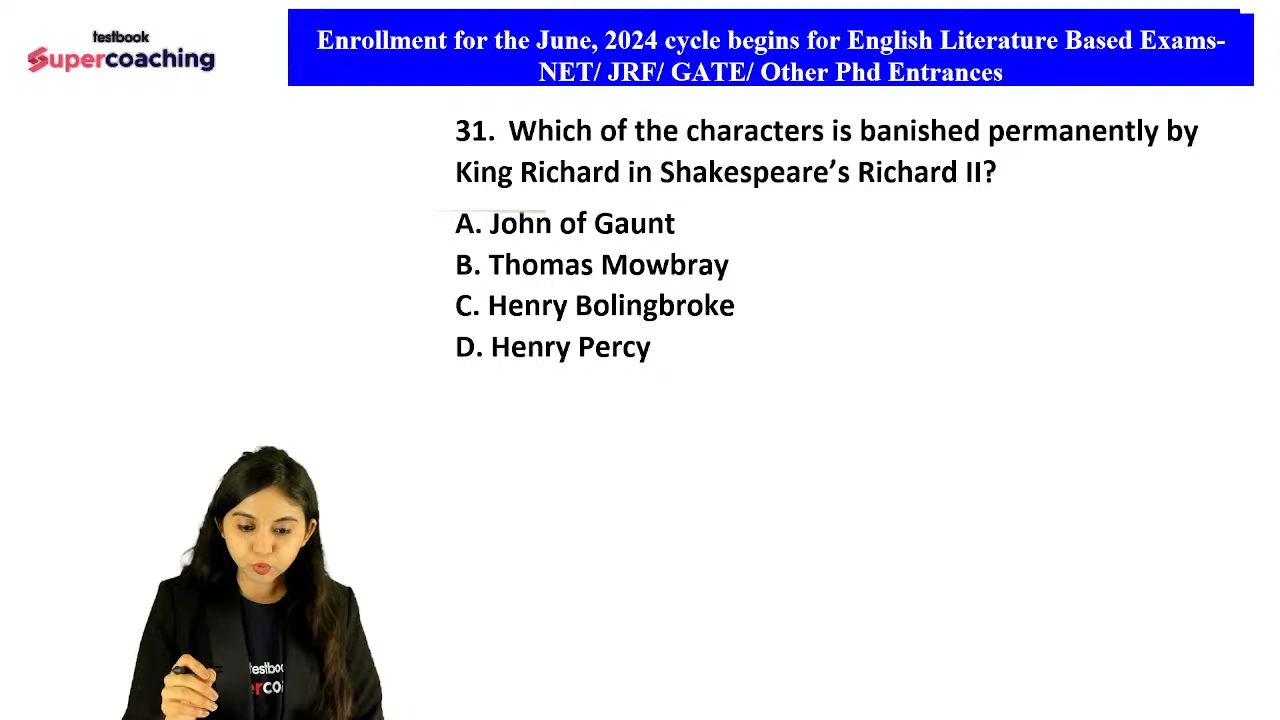 testbook
Supercoaching
Enrollment for the June, 2024 cycle begins for English Literature Based Exams-
NET/ JRF/ GATE/ Other Phd Entrances
31. Which of the characters is banished permanently by
King Richard in Shakespeare’s Richard II?
A. John of Gaunt
B. Thomas Mowbray
C. Henry Bolingbroke
D. Henry Percy
testboo